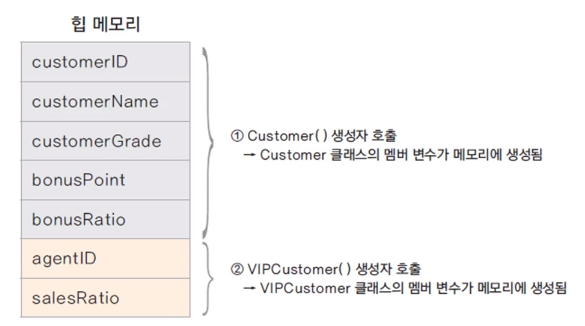 힙 메모리
customerID
customerName
customerGrade
bonusPoint
bonusRatio
① Customer( ) 생성자 호출
→ Customer 클래스의 멤버 변수가 메모리에 생성됨
agentID
salesRatio
② VIPCustomer( ) 생성자 호출
→ VIPCustomer 클래스의 멤버 변수가 메모리에 생성됨